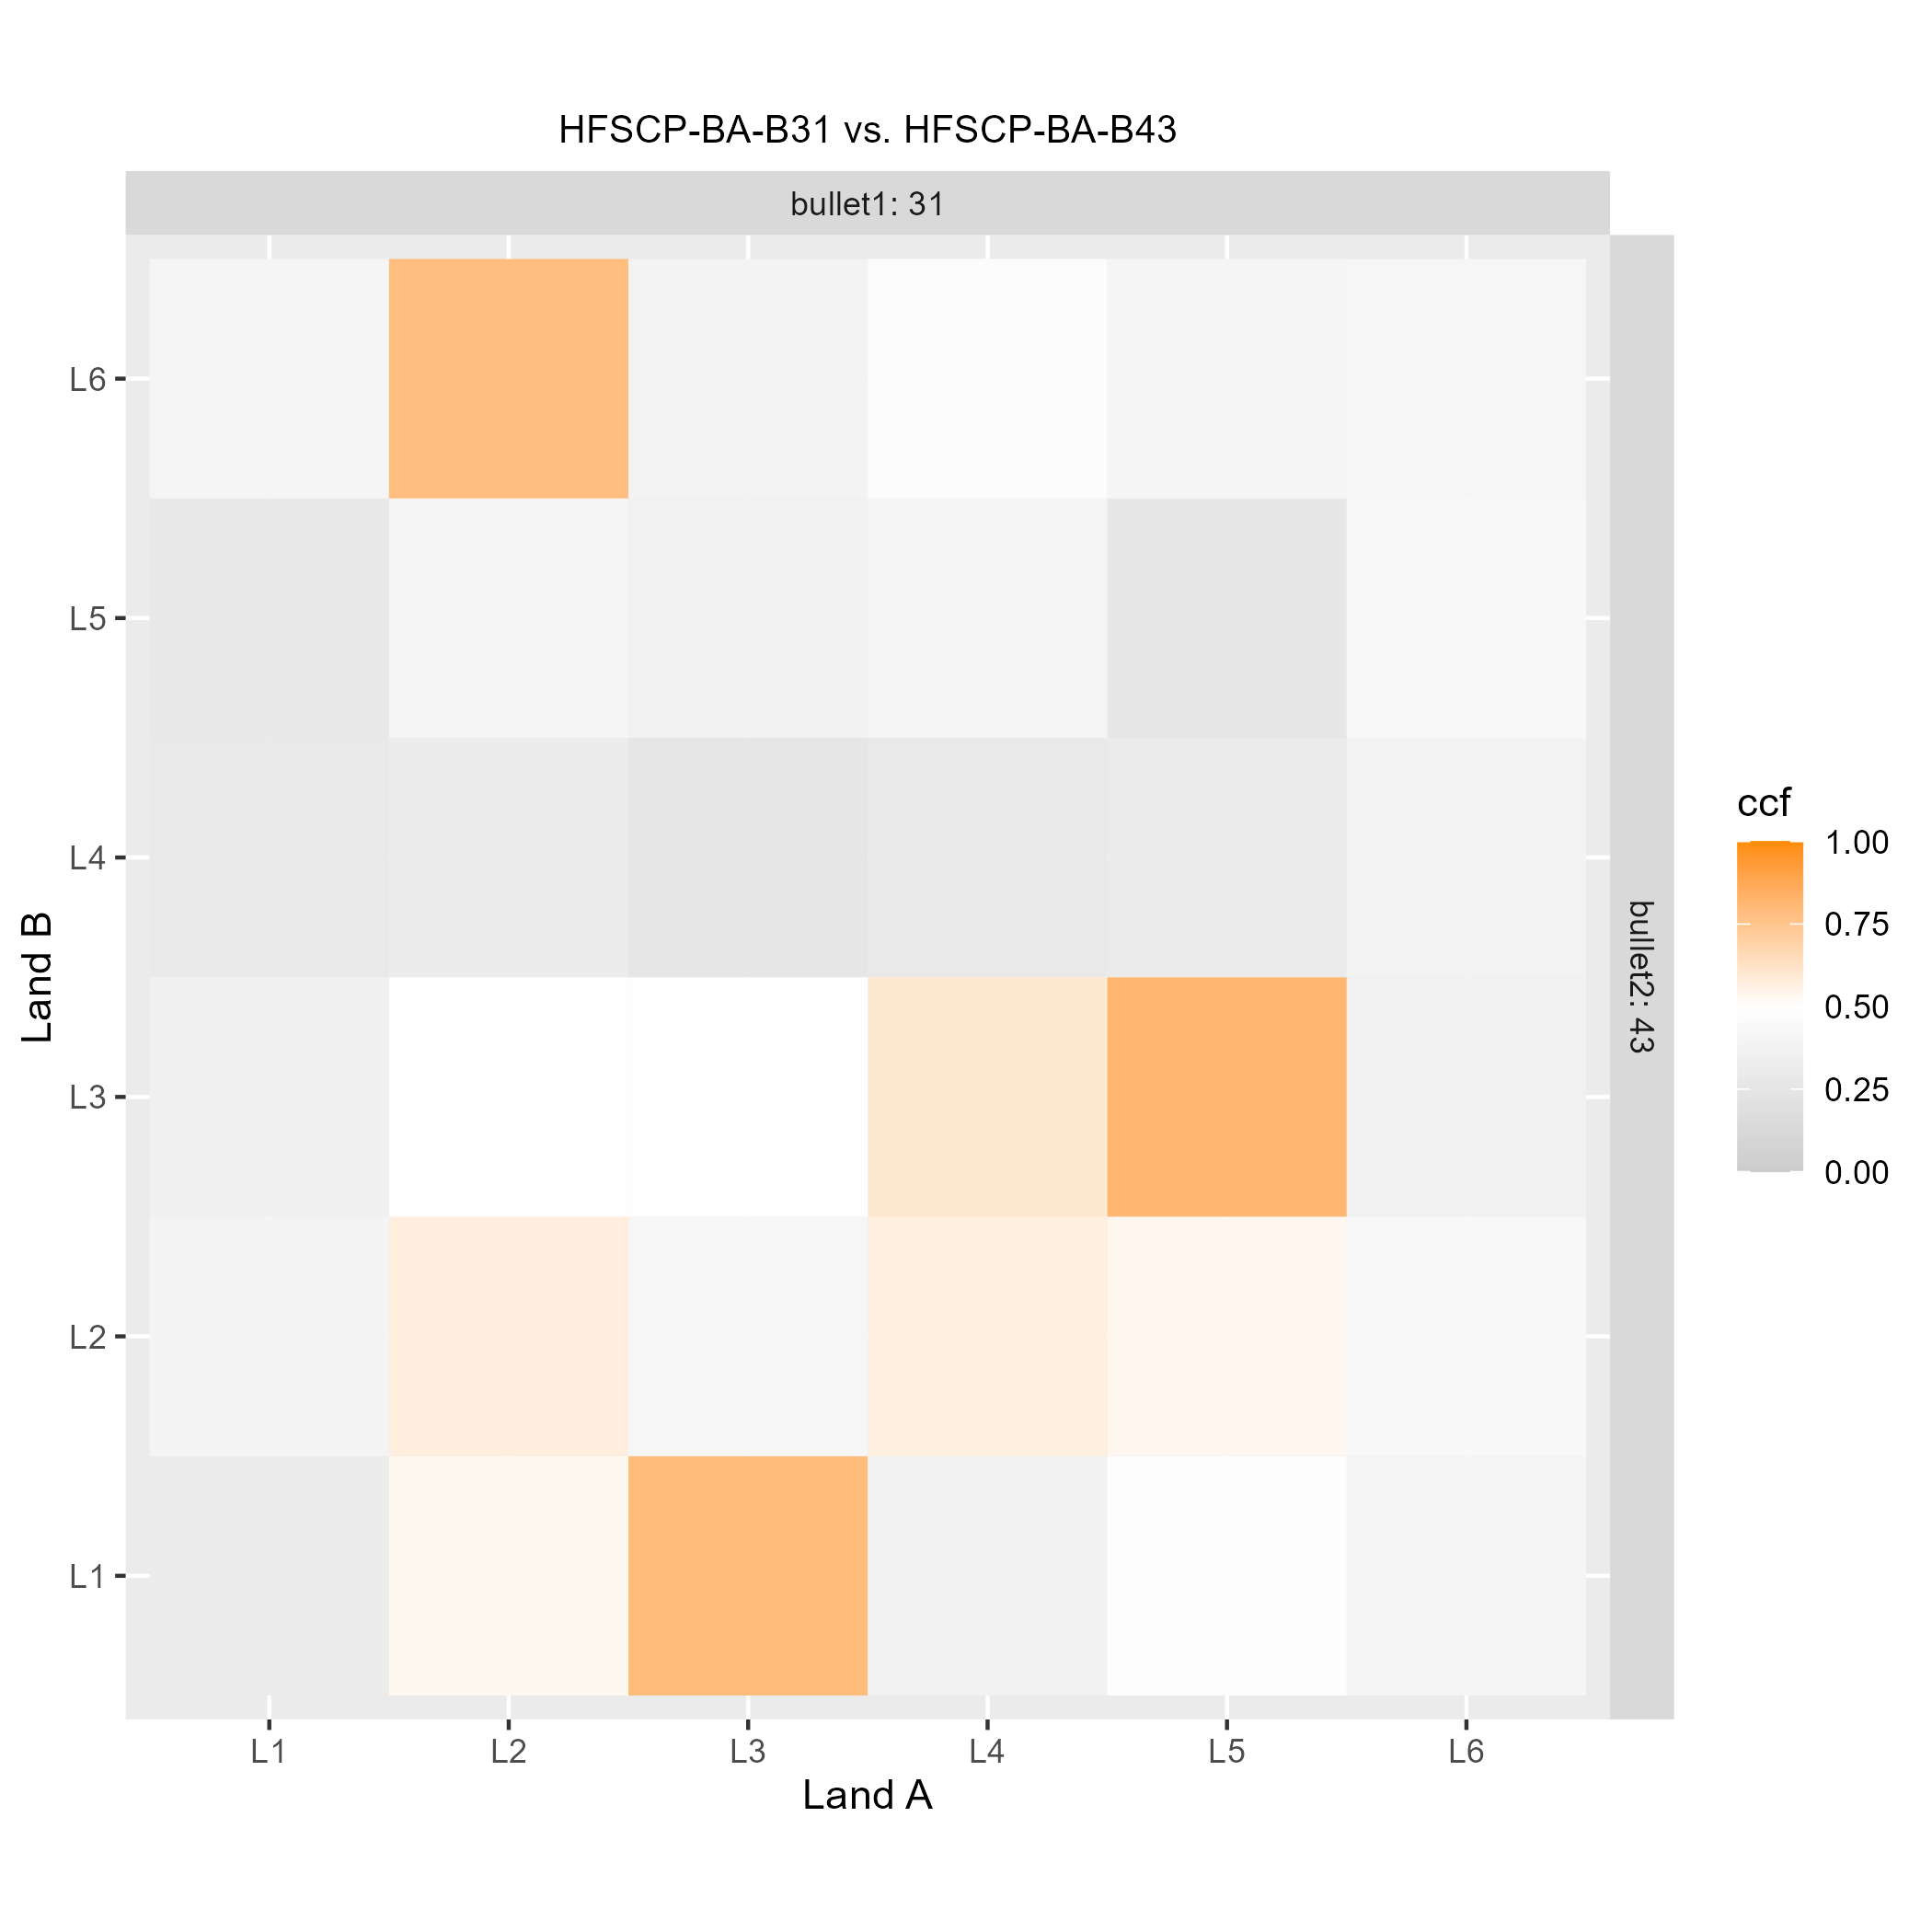 HFSCP-BA-B31 vs. HFSCP-BA-B43
bullet1: 31
L6
L5
L4
L3
L2
L1
Land B
bullet2: 43
L1 L2 L3 L4 L5 L6
Land A
ccf
1.00
0.75
0.50
0.25
0.00